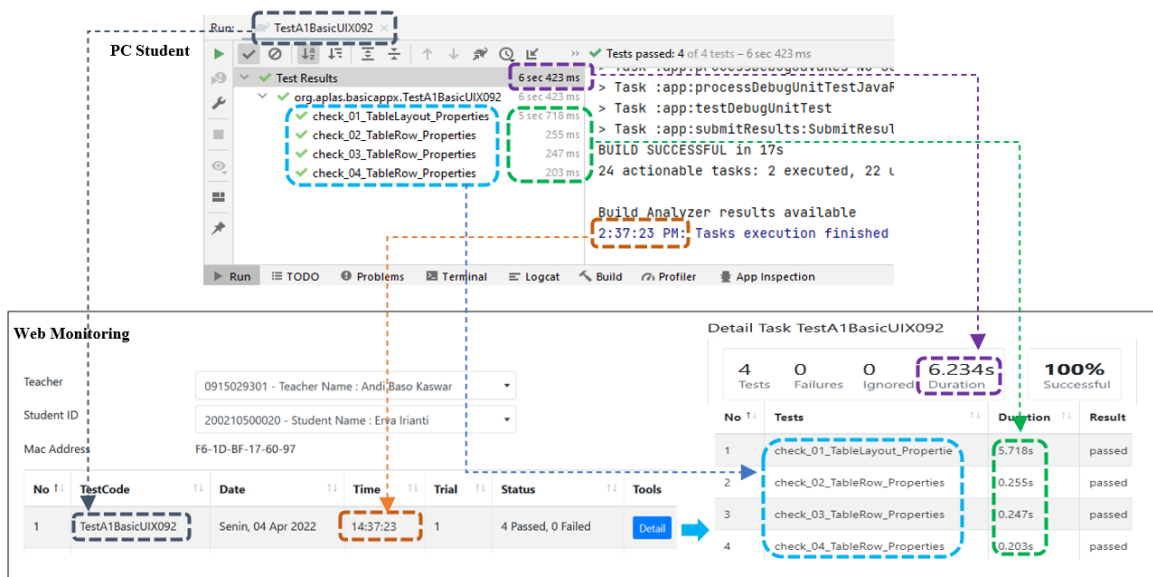 Run: TestA1BasicUIX092 ×
PC Student
Tests passed: 4 of 4 tests – 6 sec 423 ms
Test Results 6 sec 423 ms
org.aplas.basicappx.TestA1BasicUIX092 6 sec 423 ms
check_01_TableLayout_Properties 5 sec 718 ms
check_02_TableRow_Properties 255 ms
check_03_TableRow_Properties 247 ms
check_04_TableRow_Properties 203 ms
> Task :app:processDebugUnitTestJavaR
> Task :app:testDebugUnitTest
> Task :app:submitResults:SubmitResul
BUILD SUCCESSFUL in 17s
24 actionable tasks: 2 executed, 22 u
Build Analyzer results available
2:37:23 PM: Tasks execution finished
Run TODO Problems Terminal Logcat Build Profiler App Inspection
Web Monitoring
Teacher 0915029301 - Teacher Name : Andi Baso Kaswar
Student ID 200210500020 - Student Name : Erva Irianti
Mac Address F6-1D-BF-17-60-97
No TestCode Date Time Trial Status Tools
1 TestA1BasicUIX092 Senin, 04 Apr 2022 14:37:23 1 4 Passed, 0 Failed Detail
Detail Task TestA1BasicUIX092
4 0 0 6.234s 100%
Tests Failures Ignored Duration Successful
No Tests Duration Result
1 check_01_TableLayout_Propertie 5.718s passed
2 check_02_TableRow_Properties 0.255s passed
3 check_03_TableRow_Properties 0.247s passed
4 check_04_TableRow_Properties 0.203s passed